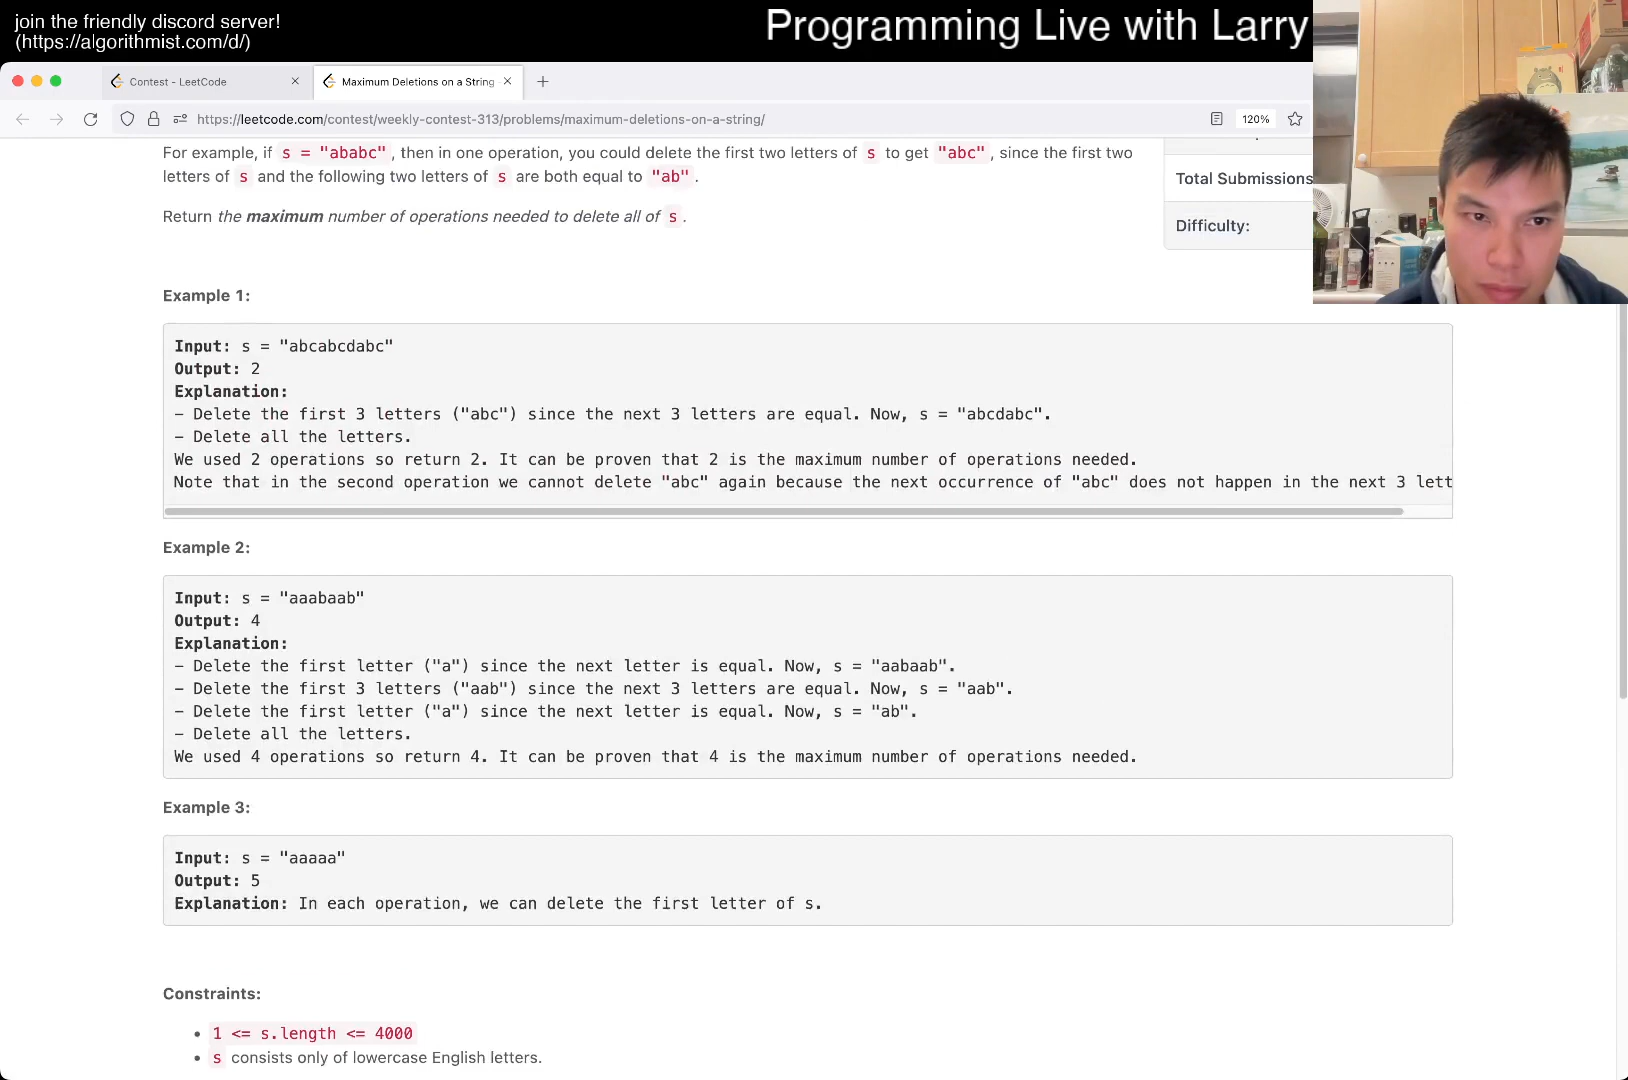 join the friendly discord server!
(https://algorithmist.com/d/)
Programming Live with Larry
Contest - LeetCode
Maximum Deletions on a String
https://leetcode.com/contest/weekly-contest-313/problems/maximum-deletions-on-a-string/
120%
For example, if s = "ababc", then in one operation, you could delete the first two letters of s to get "abc", since the first two
letters of s and the following two letters of s are both equal to "ab".
Return the maximum number of operations needed to delete all of s.
Total Submissions
Difficulty:
Example 1:
Input: s = "abcabcdabc"
Output: 2
Explanation:
- Delete the first 3 letters ("abc") since the next 3 letters are equal. Now, s = "abcdabc".
- Delete all the letters.
We used 2 operations so return 2. It can be proven that 2 is the maximum number of operations needed.
Note that in the second operation we cannot delete "abc" again because the next occurrence of "abc" does not happen in the next 3 lett
Example 2:
Input: s = "aaabaab"
Output: 4
Explanation:
- Delete the first letter ("a") since the next letter is equal. Now, s = "aabaab".
- Delete the first 3 letters ("aab") since the next 3 letters are equal. Now, s = "aab".
- Delete the first letter ("a") since the next letter is equal. Now, s = "ab".
- Delete all the letters.
We used 4 operations so return 4. It can be proven that 4 is the maximum number of operations needed.
Example 3:
Input: s = "aaaaa"
Output: 5
Explanation: In each operation, we can delete the first letter of s.
Constraints:
• 1 <= s.length <= 4000
• s consists only of lowercase English letters.